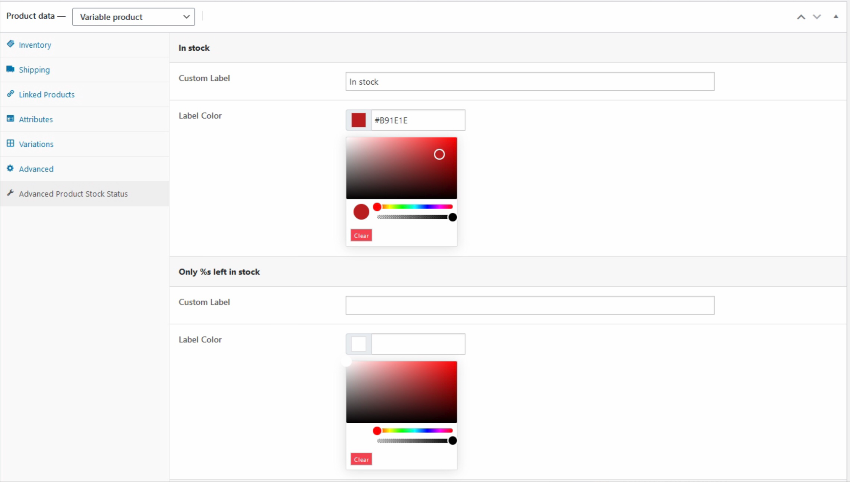 Product data — Variable product
Inventory
Shipping
Linked Products
Attributes
Variations
Advanced
Advanced Product Stock Status
In stock
Custom Label
In stock
Label Color
#B91E1E
Clear
Only %s left in stock
Custom Label
Label Color
Clear